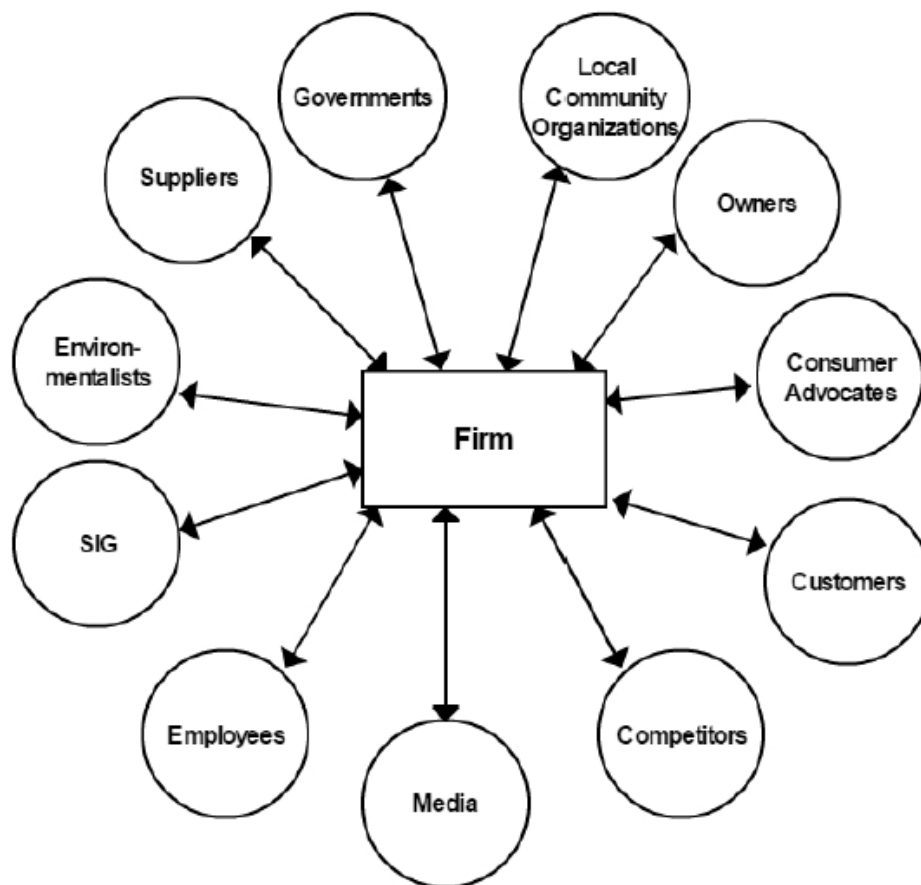 Governments
Local
Community
Organizations
Suppliers
Owners
Environ-
mentalists
Consumer
Advocates
Firm
SIG
Customers
Employees
Competitors
Media